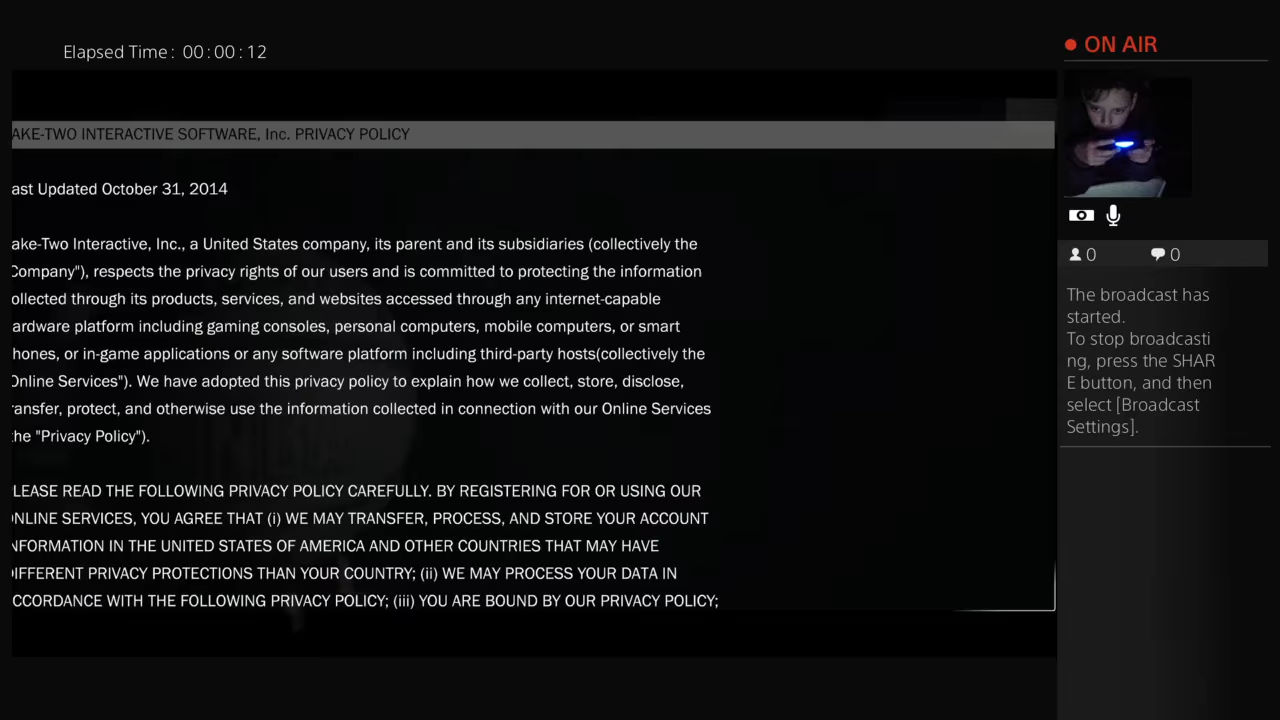 Elapsed Time: 00:00:12
ON AIR
AKE-TWO INTERACTIVE SOFTWARE, Inc. PRIVACY POLICY
ast Updated October 31, 2014
ake-Two Interactive, Inc., a United States company, its parent and its subsidiaries (collectively the
Company"), respects the privacy rights of our users and is committed to protecting the information
ollected through its products, services, and websites accessed through any internet-capable
ardware platform including gaming consoles, personal computers, mobile computers, or smart
hones, or in-game applications or any software platform including third-party hosts(collectively the
Online Services"). We have adopted this privacy policy to explain how we collect, store, disclose,
ransfer, protect, and otherwise use the information collected in connection with our Online Services
the "Privacy Policy").
LEASE READ THE FOLLOWING PRIVACY POLICY CAREFULLY. BY REGISTERING FOR OR USING OUR
ONLINE SERVICES, YOU AGREE THAT (i) WE MAY TRANSFER, PROCESS, AND STORE YOUR ACCOUNT
NFORMATION IN THE UNITED STATES OF AMERICA AND OTHER COUNTRIES THAT MAY HAVE
IFFERENT PRIVACY PROTECTIONS THAN YOUR COUNTRY; (ii) WE MAY PROCESS YOUR DATA IN
CCORDANCE WITH THE FOLLOWING PRIVACY POLICY; (iii) YOU ARE BOUND BY OUR PRIVACY POLICY;
0 0
The broadcast has
started.
To stop broadcasti
ng, press the SHAR
E button, and then
select [Broadcast
Settings].